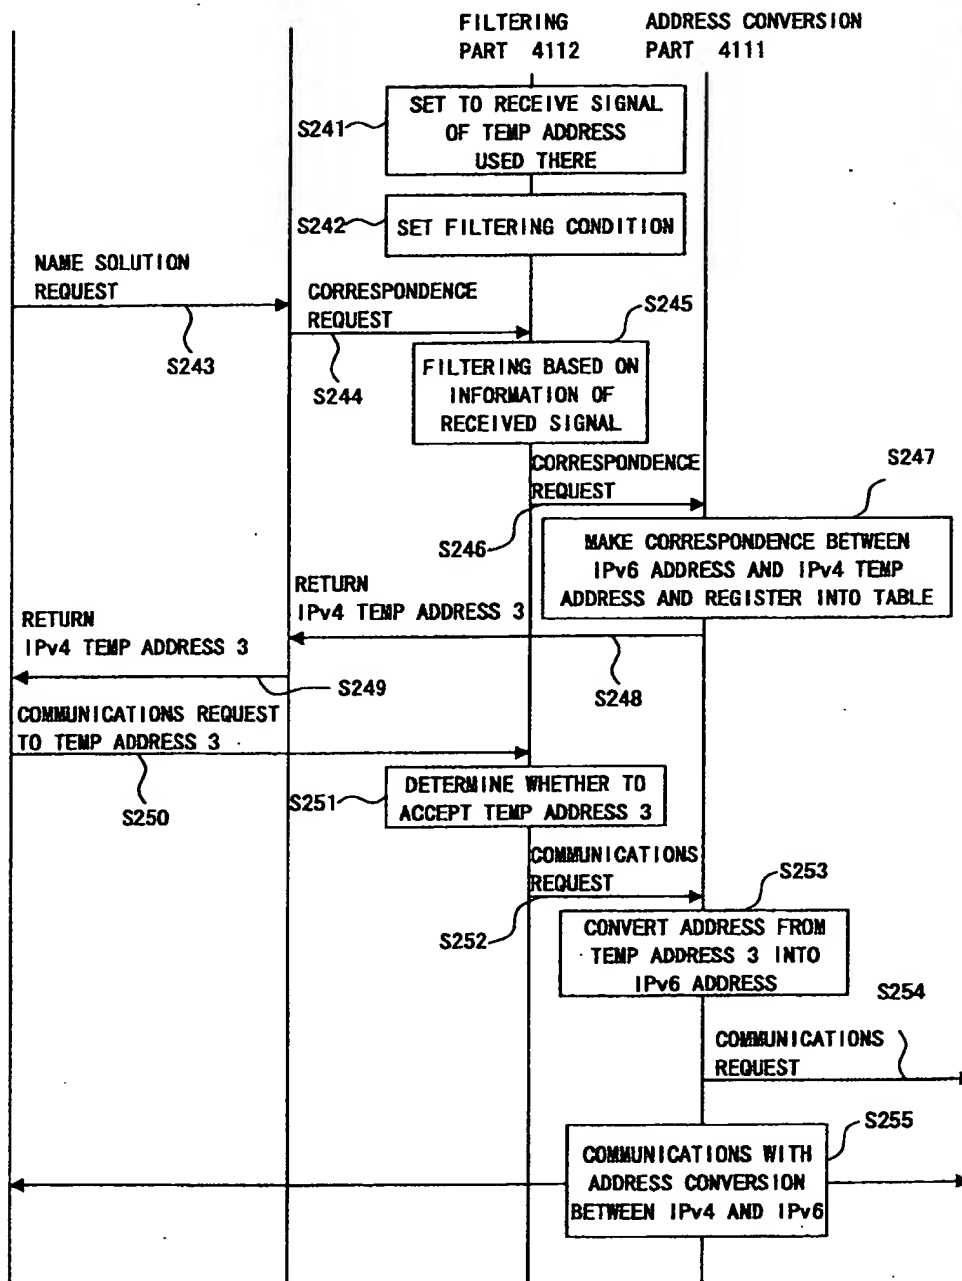 FILTERING
PART 4112
ADDRESS CONVERSION
PART 4111
S241
SET TO RECEIVE SIGNAL
OF TEMP ADDRESS
USED THERE
S242
SET FILTERING CONDITION
NAME SOLUTION
REQUEST
S243
CORRESPONDENCE
REQUEST
S244
S245
FILTERING BASED ON
INFORMATION OF
RECEIVED SIGNAL
CORRESPONDENCE
REQUEST
S246
S247
MAKE CORRESPONDENCE BETWEEN
IPv6 ADDRESS AND IPv4 TEMP
ADDRESS AND REGISTER INTO TABLE
RETURN
IPv4 TEMP ADDRESS 3
S248
RETURN
IPv4 TEMP ADDRESS 3
S249
COMMUNICATIONS REQUEST
TO TEMP ADDRESS 3
S250
S251
DETERMINE WHETHER TO
ACCEPT TEMP ADDRESS 3
COMMUNICATIONS
REQUEST
S252
S253
CONVERT ADDRESS FROM
TEMP ADDRESS 3 INTO
IPv6 ADDRESS
S254
COMMUNICATIONS
REQUEST
S255
COMMUNICATIONS WITH
ADDRESS CONVERSION
BETWEEN IPv4 AND IPv6